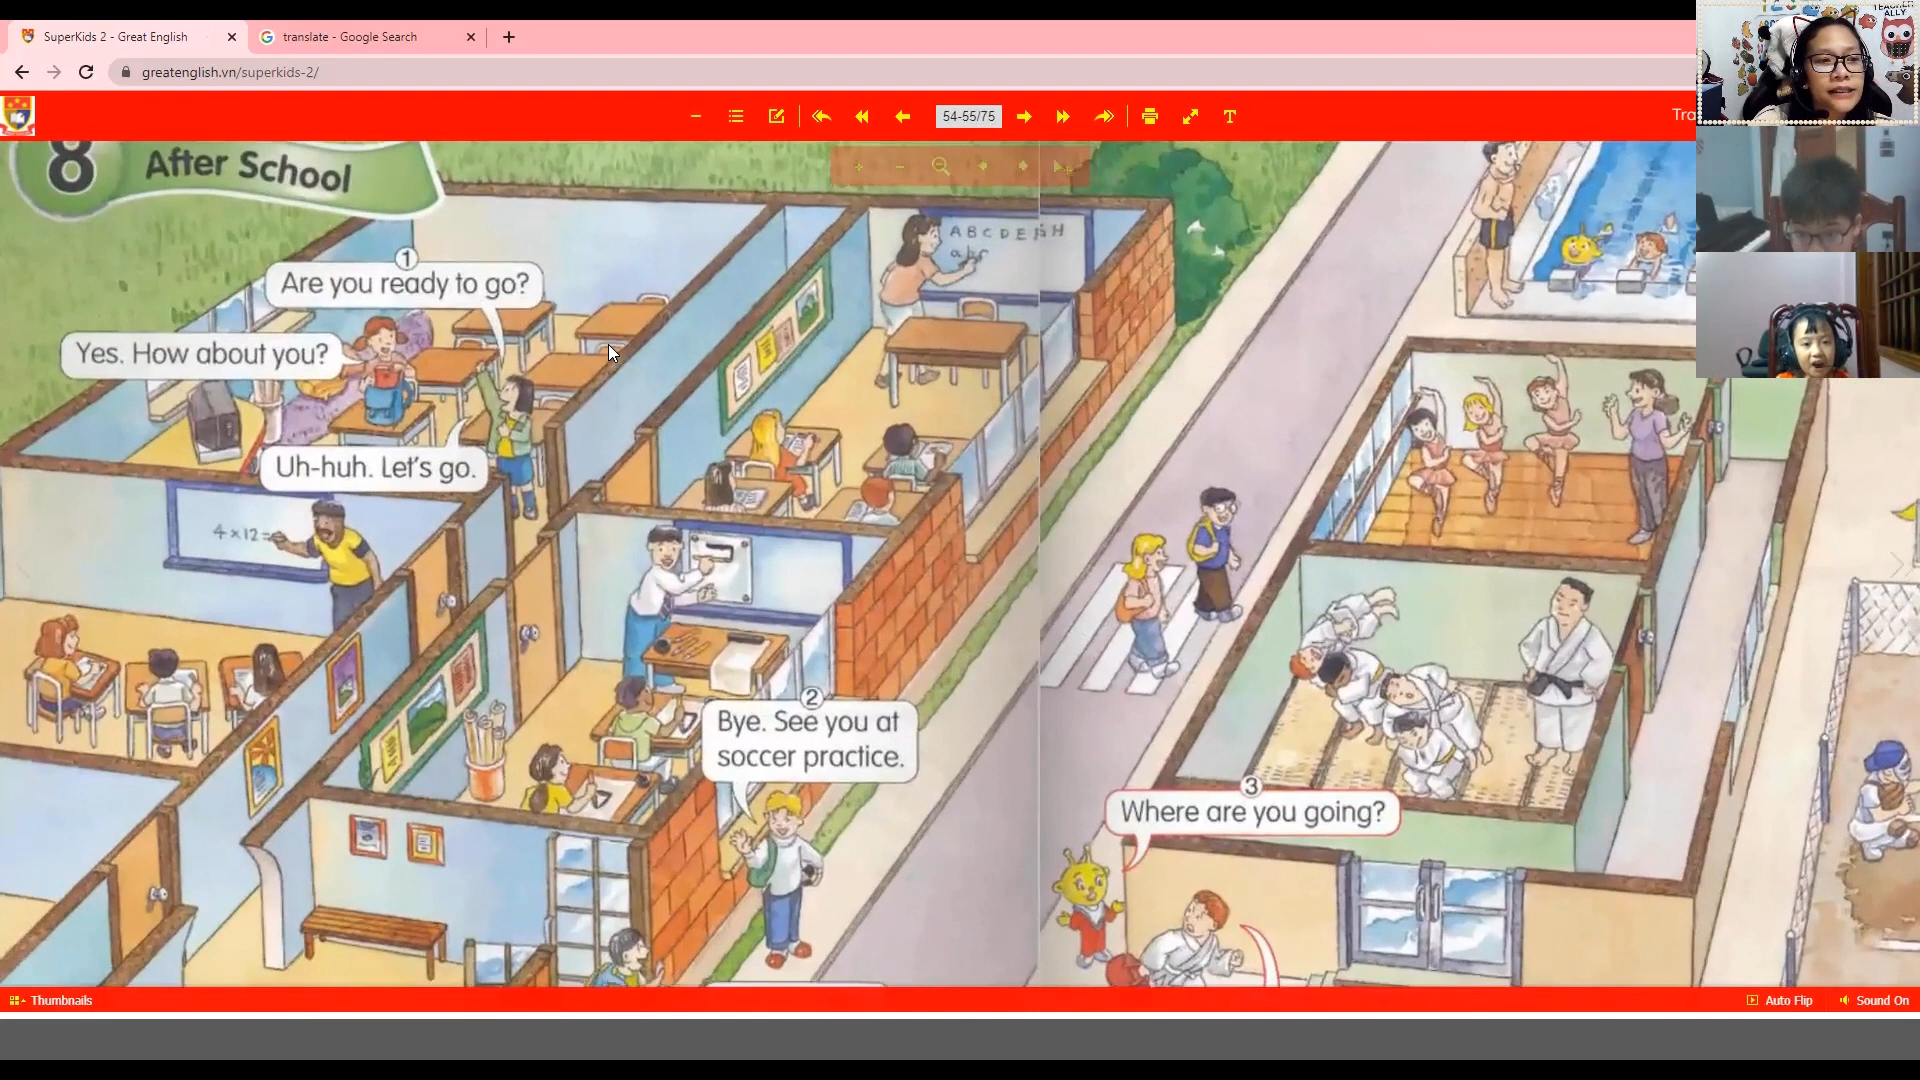 SuperKids 2 - Great English
translate - Google Search
greatenglish.vn/superkids-2/
54-55/75
TEACHER
ALLY
8 After School
1
Are you ready to go?
Yes. How about you?
Uh-huh. Let's go.
A B C D E F G H
a b c
4 x 12 =
2
Bye. See you at
soccer practice.
3
Where are you going?
Thumbnails
Auto Flip
Sound On